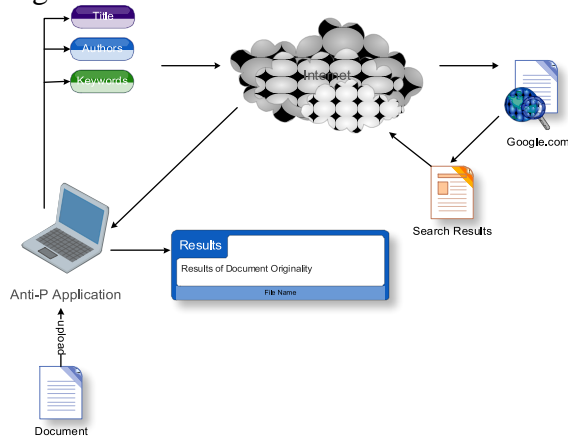 Title
Authors
Keywords
Internet
Google.com
Search Results
Results
Results of Document Originality
File Name
Anti-P Application
upload
Document